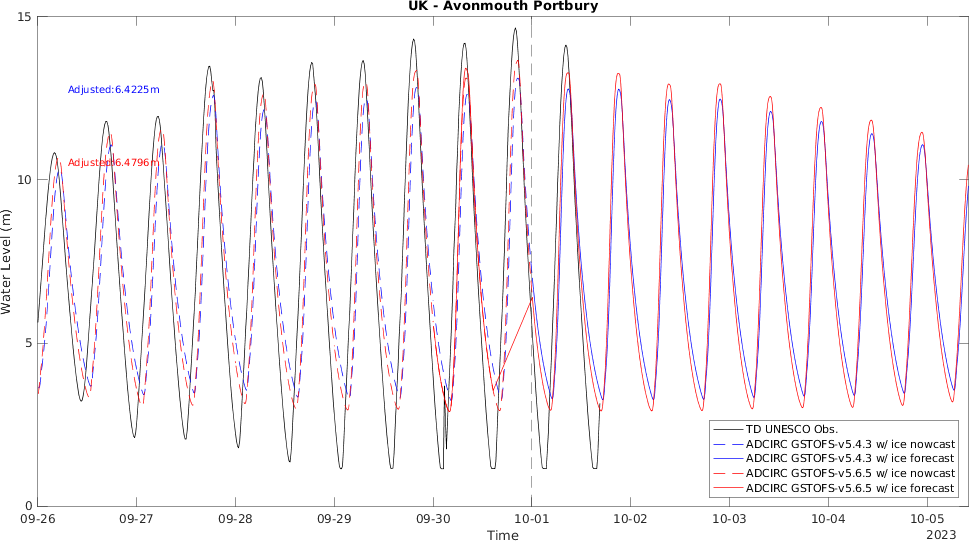 UK - Avonmouth Portbury
15
10
5
0
Water Level (m)
Adjusted:6.4225m
Adjusted:6.4796m
TD UNESCO Obs.
ADCIRC GSTOFS-v5.4.3 w/ ice nowcast
ADCIRC GSTOFS-v5.4.3 w/ ice forecast
ADCIRC GSTOFS-v5.6.5 w/ ice nowcast
ADCIRC GSTOFS-v5.6.5 w/ ice forecast
09-26 09-27 09-28 09-29 09-30 10-01 10-02 10-03 10-04 10-05
Time
2023